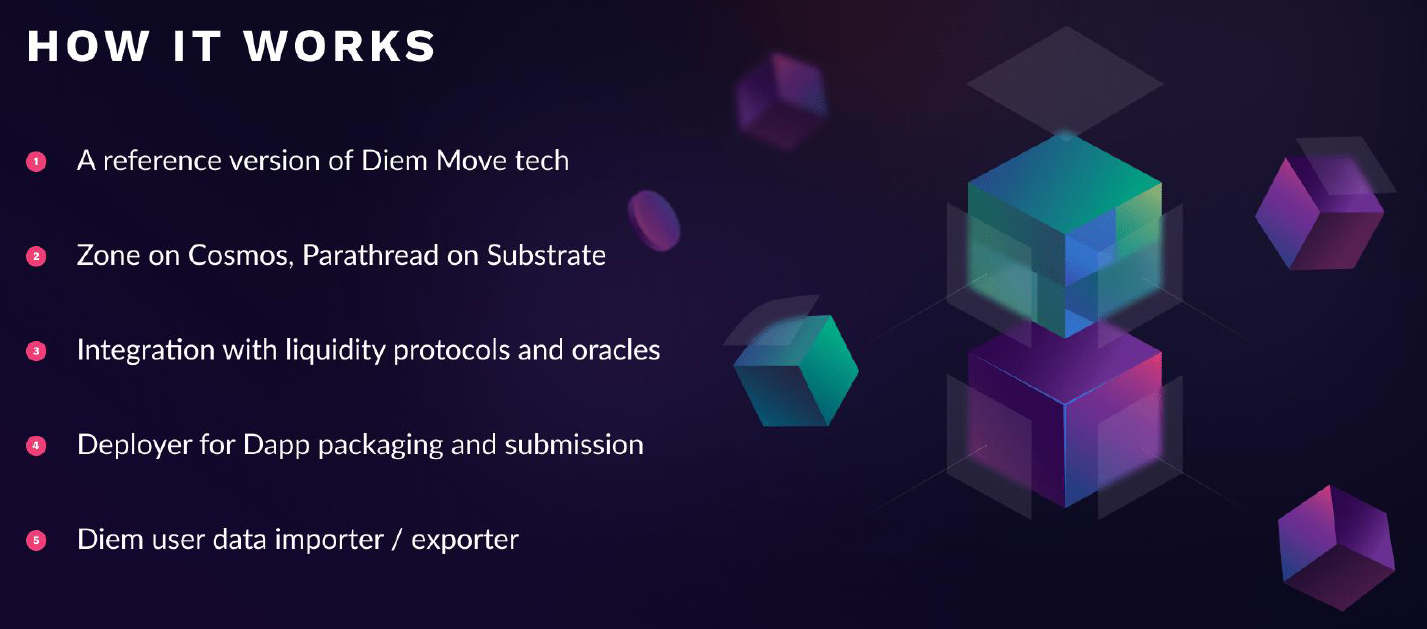 HOW IT WORKS
1 A reference version of Diem Move tech
2 Zone on Cosmos, Parathread on Substrate
3 Integration with liquidity protocols and oracles
4 Deployer for Dapp packaging and submission
5 Diem user data importer / exporter